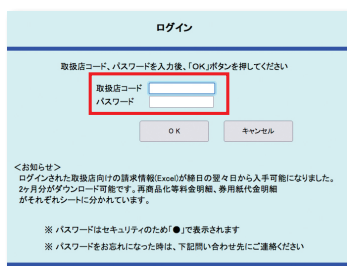 ログイン
取扱店コード、パスワードを入力後、「OK」ボタンを押してください
取扱店コード
パスワード
OK キャンセル
<お知らせ>
ログインされた取扱店向けの請求情報(Excel)が締日の翌々日から入手可能になりました。
2ヶ月分がダウンロード可能です。再商品化等料金明細、券用紙代金明細
がそれぞれシートに分かれています。
※ パスワードはセキュリティのため「●」で表示されます
※ パスワードをお忘れになった時は、下記問い合わせ先にご連絡ください